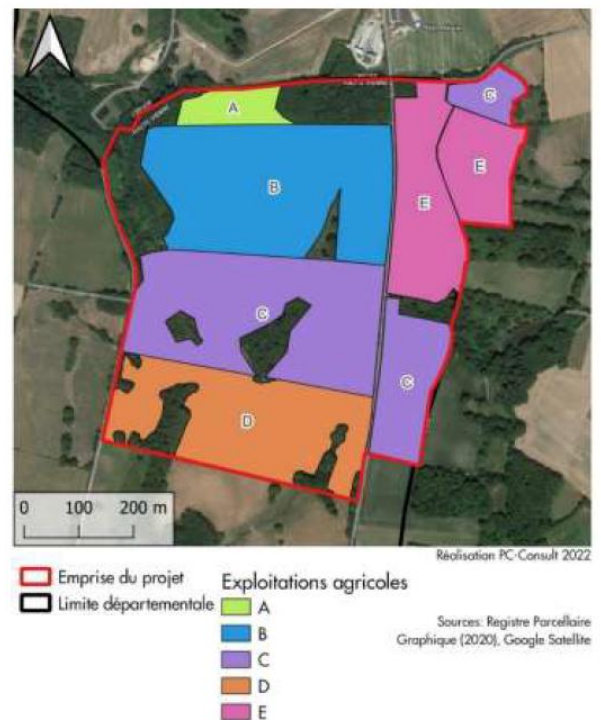 A
C
B
E
E
C
C
D
0 100 200 m
Réalisation PC-Consult 2022
Emprise du projet
Limite départementale
Exploitations agricoles
A
B
C
D
E
Sources: Registre Parcellaire
Graphique (2020), Google Satellite